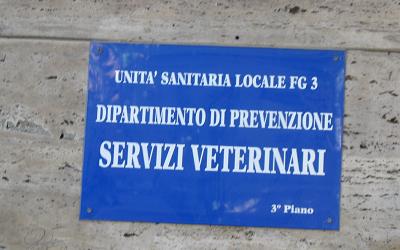 UNITA' SANITARIA LOCALE FG 3
DIPARTIMENTO DI PREVENZIONE
SERVIZI VETERINARI
3° Piano